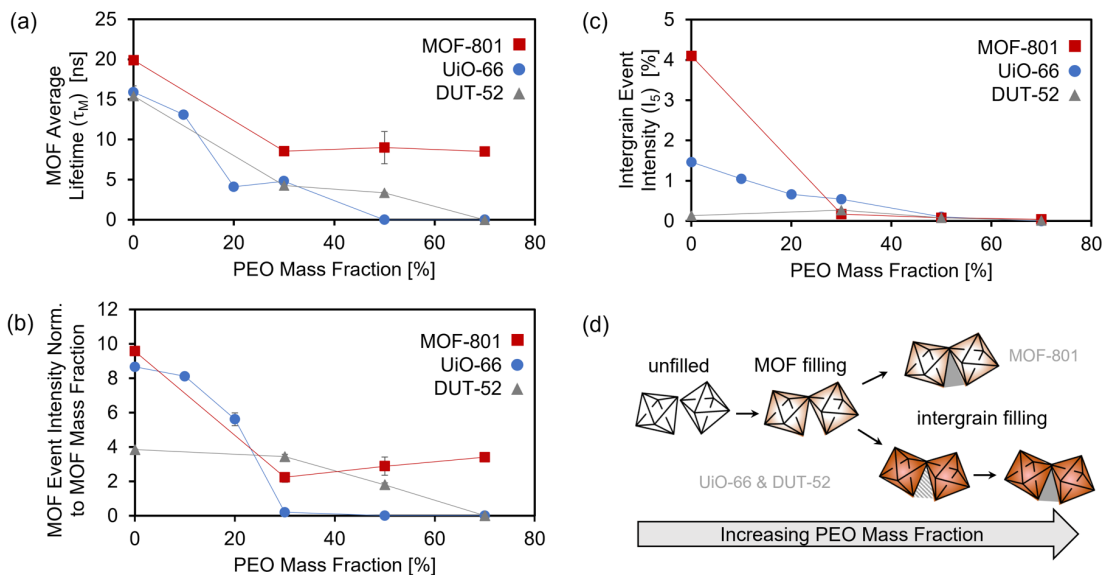 (a)
MOF Average
Lifetime (τM) [ns]
25
20
15
10
5
0
0
20
40
60
80
PEO Mass Fraction [%]
MOF-801
UiO-66
DUT-52
(c)
Intergrain Event
Intensity (I5) [%]
5
4
3
2
1
0
0
20
40
60
80
PEO Mass Fraction [%]
MOF-801
UiO-66
DUT-52
(b)
MOF Event Intensity Norm.
to MOF Mass Fraction
12
10
8
6
4
2
0
0
20
40
60
80
PEO Mass Fraction [%]
MOF-801
UiO-66
DUT-52
(d)
unfilled
MOF filling
MOF-801
intergrain filling
UiO-66 & DUT-52
Increasing PEO Mass Fraction